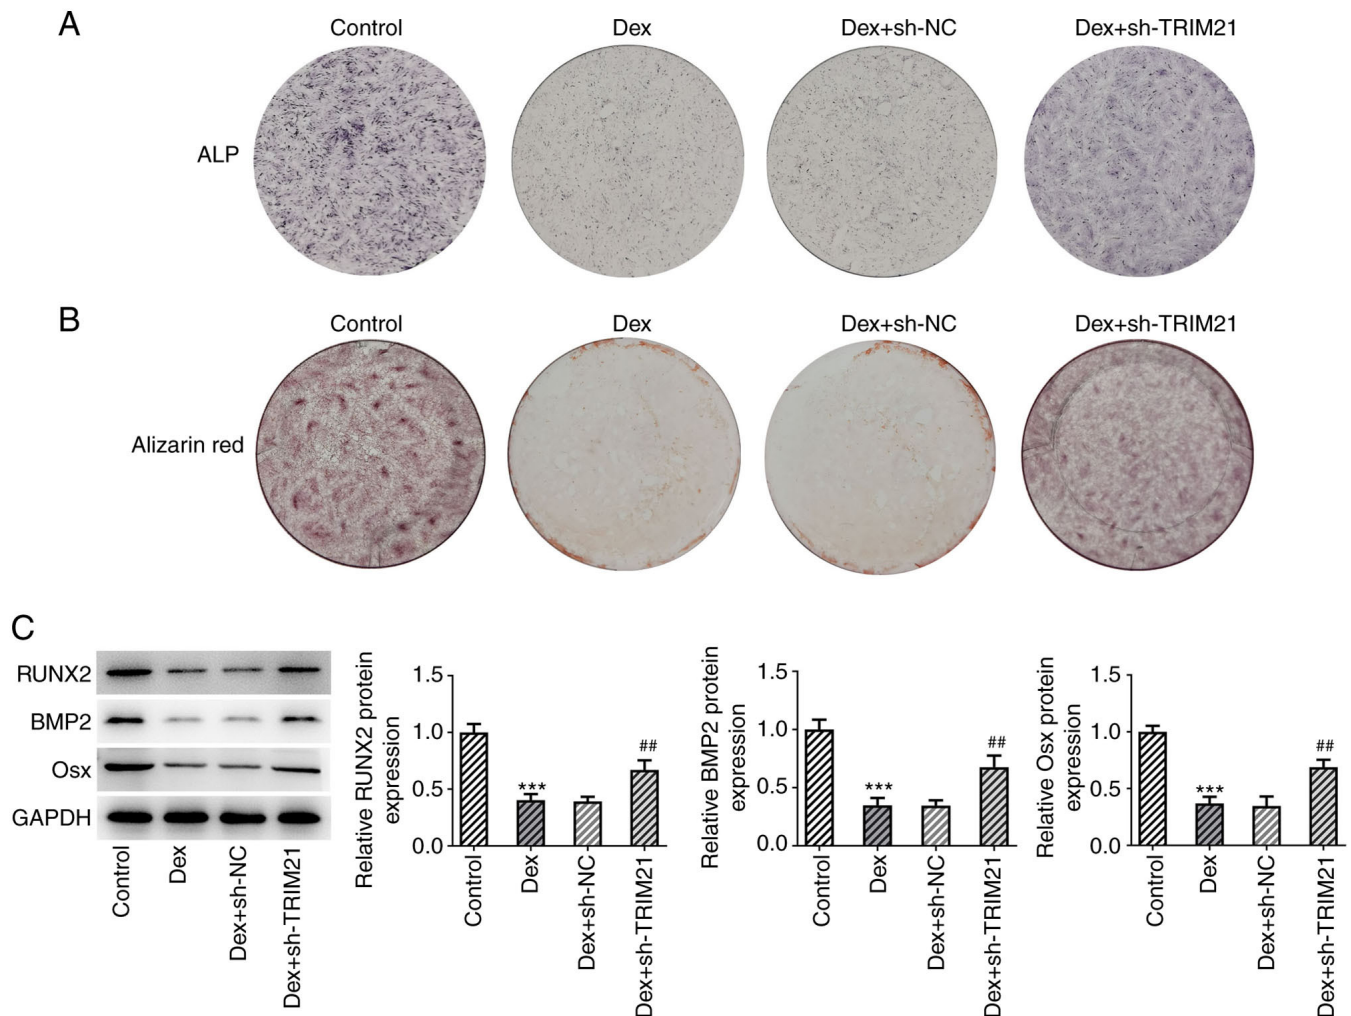 A
Control
Dex
Dex+sh-NC
Dex+sh-TRIM21
ALP
B
Control
Dex
Dex+sh-NC
Dex+sh-TRIM21
Alizarin red
C
RUNX2
BMP2
Osx
GAPDH
Control
Dex
Dex+sh-NC
Dex+sh-TRIM21
Relative RUNX2 protein
expression
1.5
1.0
0.5
0.0
***
##
Control
Dex
Dex+sh-NC
Dex+sh-TRIM21
Relative BMP2 protein
expression
1.5
1.0
0.5
0.0
***
##
Control
Dex
Dex+sh-NC
Dex+sh-TRIM21
Relative Osx protein
expression
1.5
1.0
0.5
0.0
***
##
Control
Dex
Dex+sh-NC
Dex+sh-TRIM21